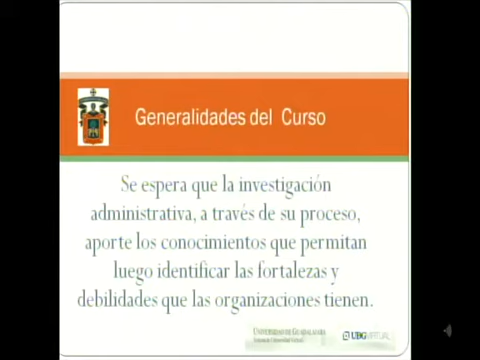 Generalidades del Curso
Se espera que la investigación
administrativa, a través de su proceso,
aporte los conocimientos que permitan
luego identificar las fortalezas y
debilidades que las organizaciones tienen.
UNIVERSIDAD DE GUADALAJARA
UDGVIRTUAL